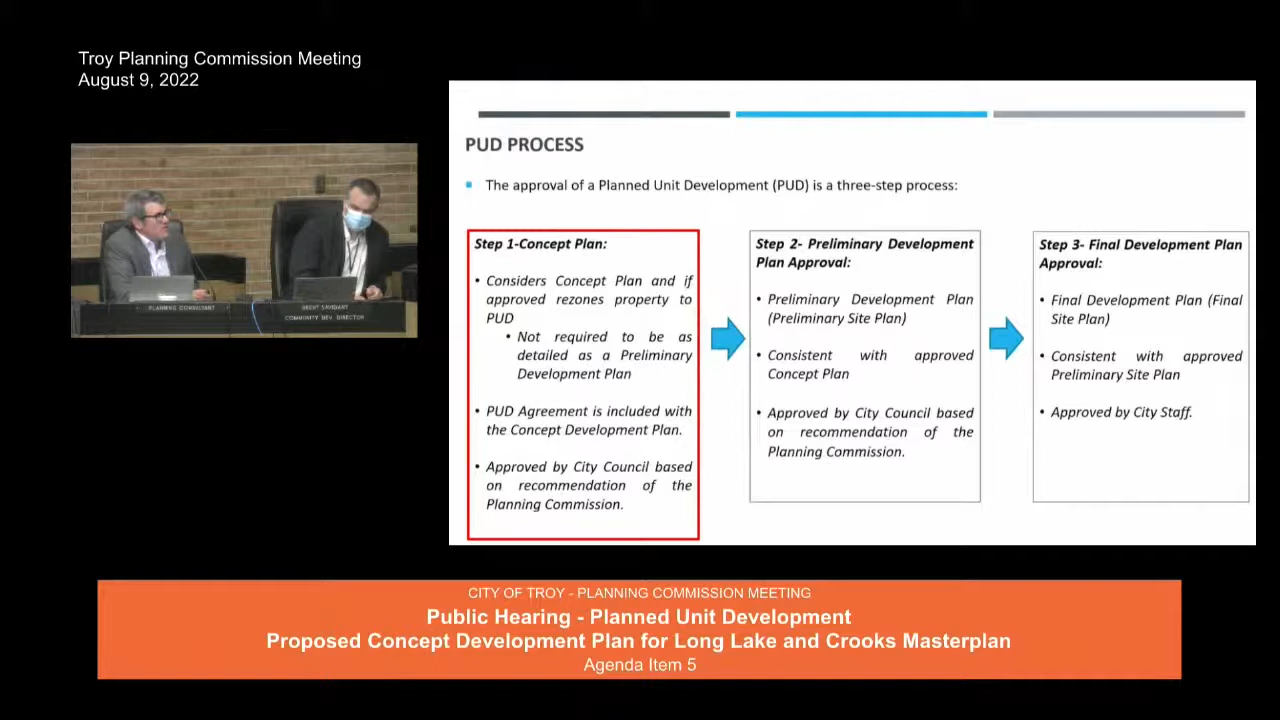 Troy Planning Commission Meeting
August 9, 2022
PUD PROCESS
The approval of a Planned Unit Development (PUD) is a three-step process:
Step 1-Concept Plan:
• Considers Concept Plan and if
approved rezones property to
PUD
• Not required to be as
detailed as a Preliminary
Development Plan
• PUD Agreement is included with
the Concept Development Plan.
• Approved by City Council based
on recommendation of the
Planning Commission.
Step 2- Preliminary Development
Plan Approval:
• Preliminary Development Plan
(Preliminary Site Plan)
• Consistent with approved
Concept Plan
• Approved by City Council based
on recommendation of the
Planning Commission.
Step 3- Final Development Plan
Approval:
• Final Development Plan (Final
Site Plan)
• Consistent with approved
Preliminary Site Plan
• Approved by City Staff.
PLANNING CONSULTANT
BRENT SAVIDANT
COMMUNITY DEV. DIRECTOR
CITY OF TROY - PLANNING COMMISSION MEETING
Public Hearing - Planned Unit Development
Proposed Concept Development Plan for Long Lake and Crooks Masterplan
Agenda Item 5